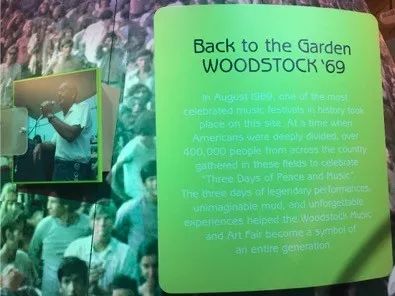 Back to the Garden
WOODSTOCK '69
In August 1969, one of the most
celebrated music festivals in history took
place on this site. At a time when
Americans were deeply divided, over
400,000 people from across the country
gathered in these fields to celebrate
"Three Days of Peace and Music".
The three days of legendary performances,
unimaginable mud, and unforgettable
experiences helped the Woodstock Music
and Art Fair become a symbol of
an entire generation.